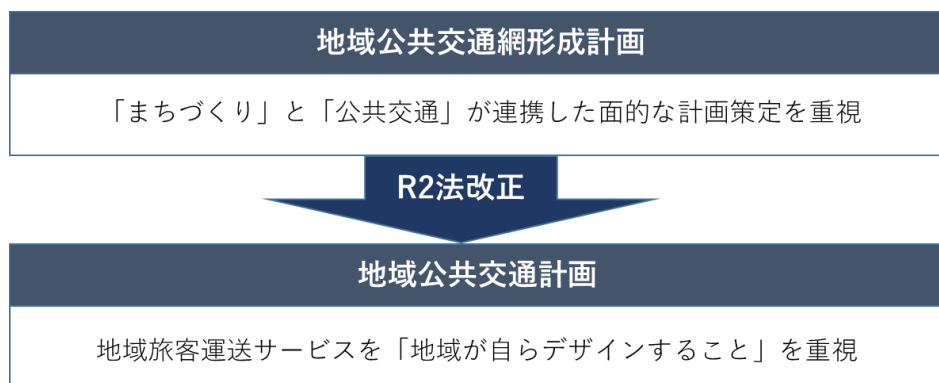 地域公共交通網形成計画
「まちづくり」と「公共交通」が連携した面的な計画策定を重視
R2法改正
地域公共交通計画
地域旅客運送サービスを「地域が自らデザインすること」を重視